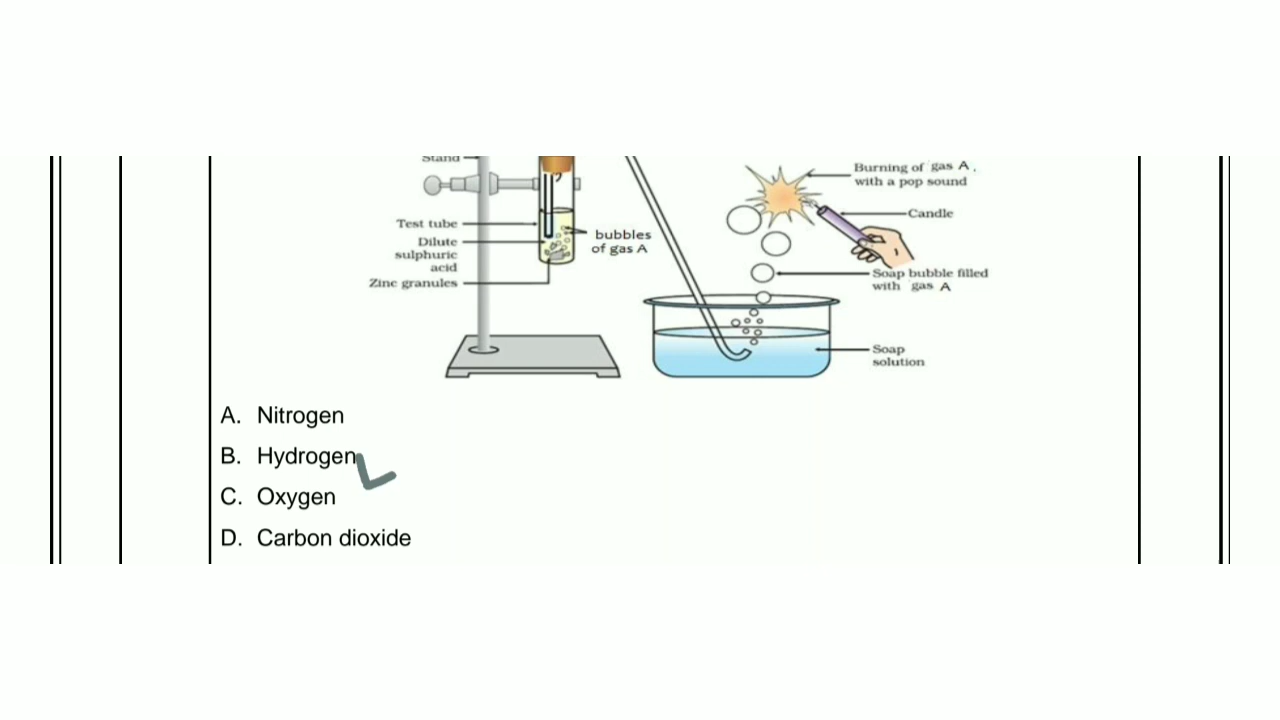 Stand
Burning of gas A.
with a pop sound
Candle
Test tube
bubbles
of gas A
Dilute
sulphuric
acid
Zinc granules
Soap bubble filled
with gas A
Soap
solution
A. Nitrogen
B. Hydrogen
C. Oxygen
D. Carbon dioxide